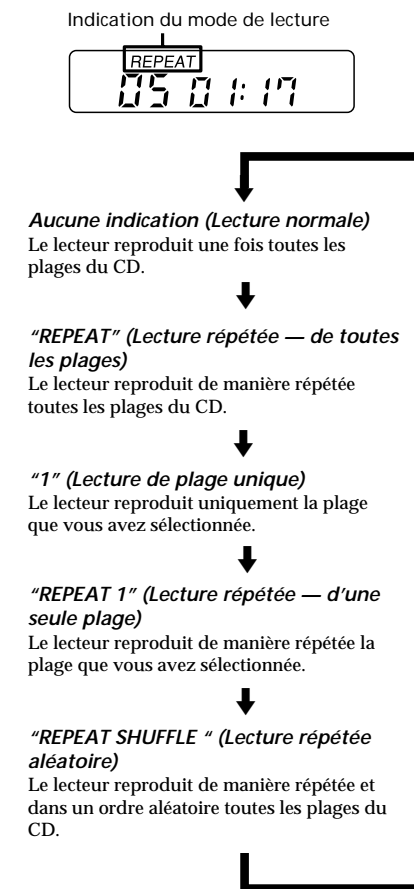 Indication du mode de lecture
REPEAT
05 01:17
Aucune indication (Lecture normale)
Le lecteur reproduit une fois toutes les
plages du CD.
“REPEAT” (Lecture répétée — de toutes
les plages)
Le lecteur reproduit de manière répétée
toutes les plages du CD.
“1” (Lecture de plage unique)
Le lecteur reproduit uniquement la plage
que vous avez sélectionnée.
“REPEAT 1” (Lecture répétée — d'une
seule plage)
Le lecteur reproduit de manière répétée la
plage que vous avez sélectionnée.
“REPEAT SHUFFLE “ (Lecture répétée
aléatoire)
Le lecteur reproduit de manière répétée et
dans un ordre aléatoire toutes les plages du
CD.